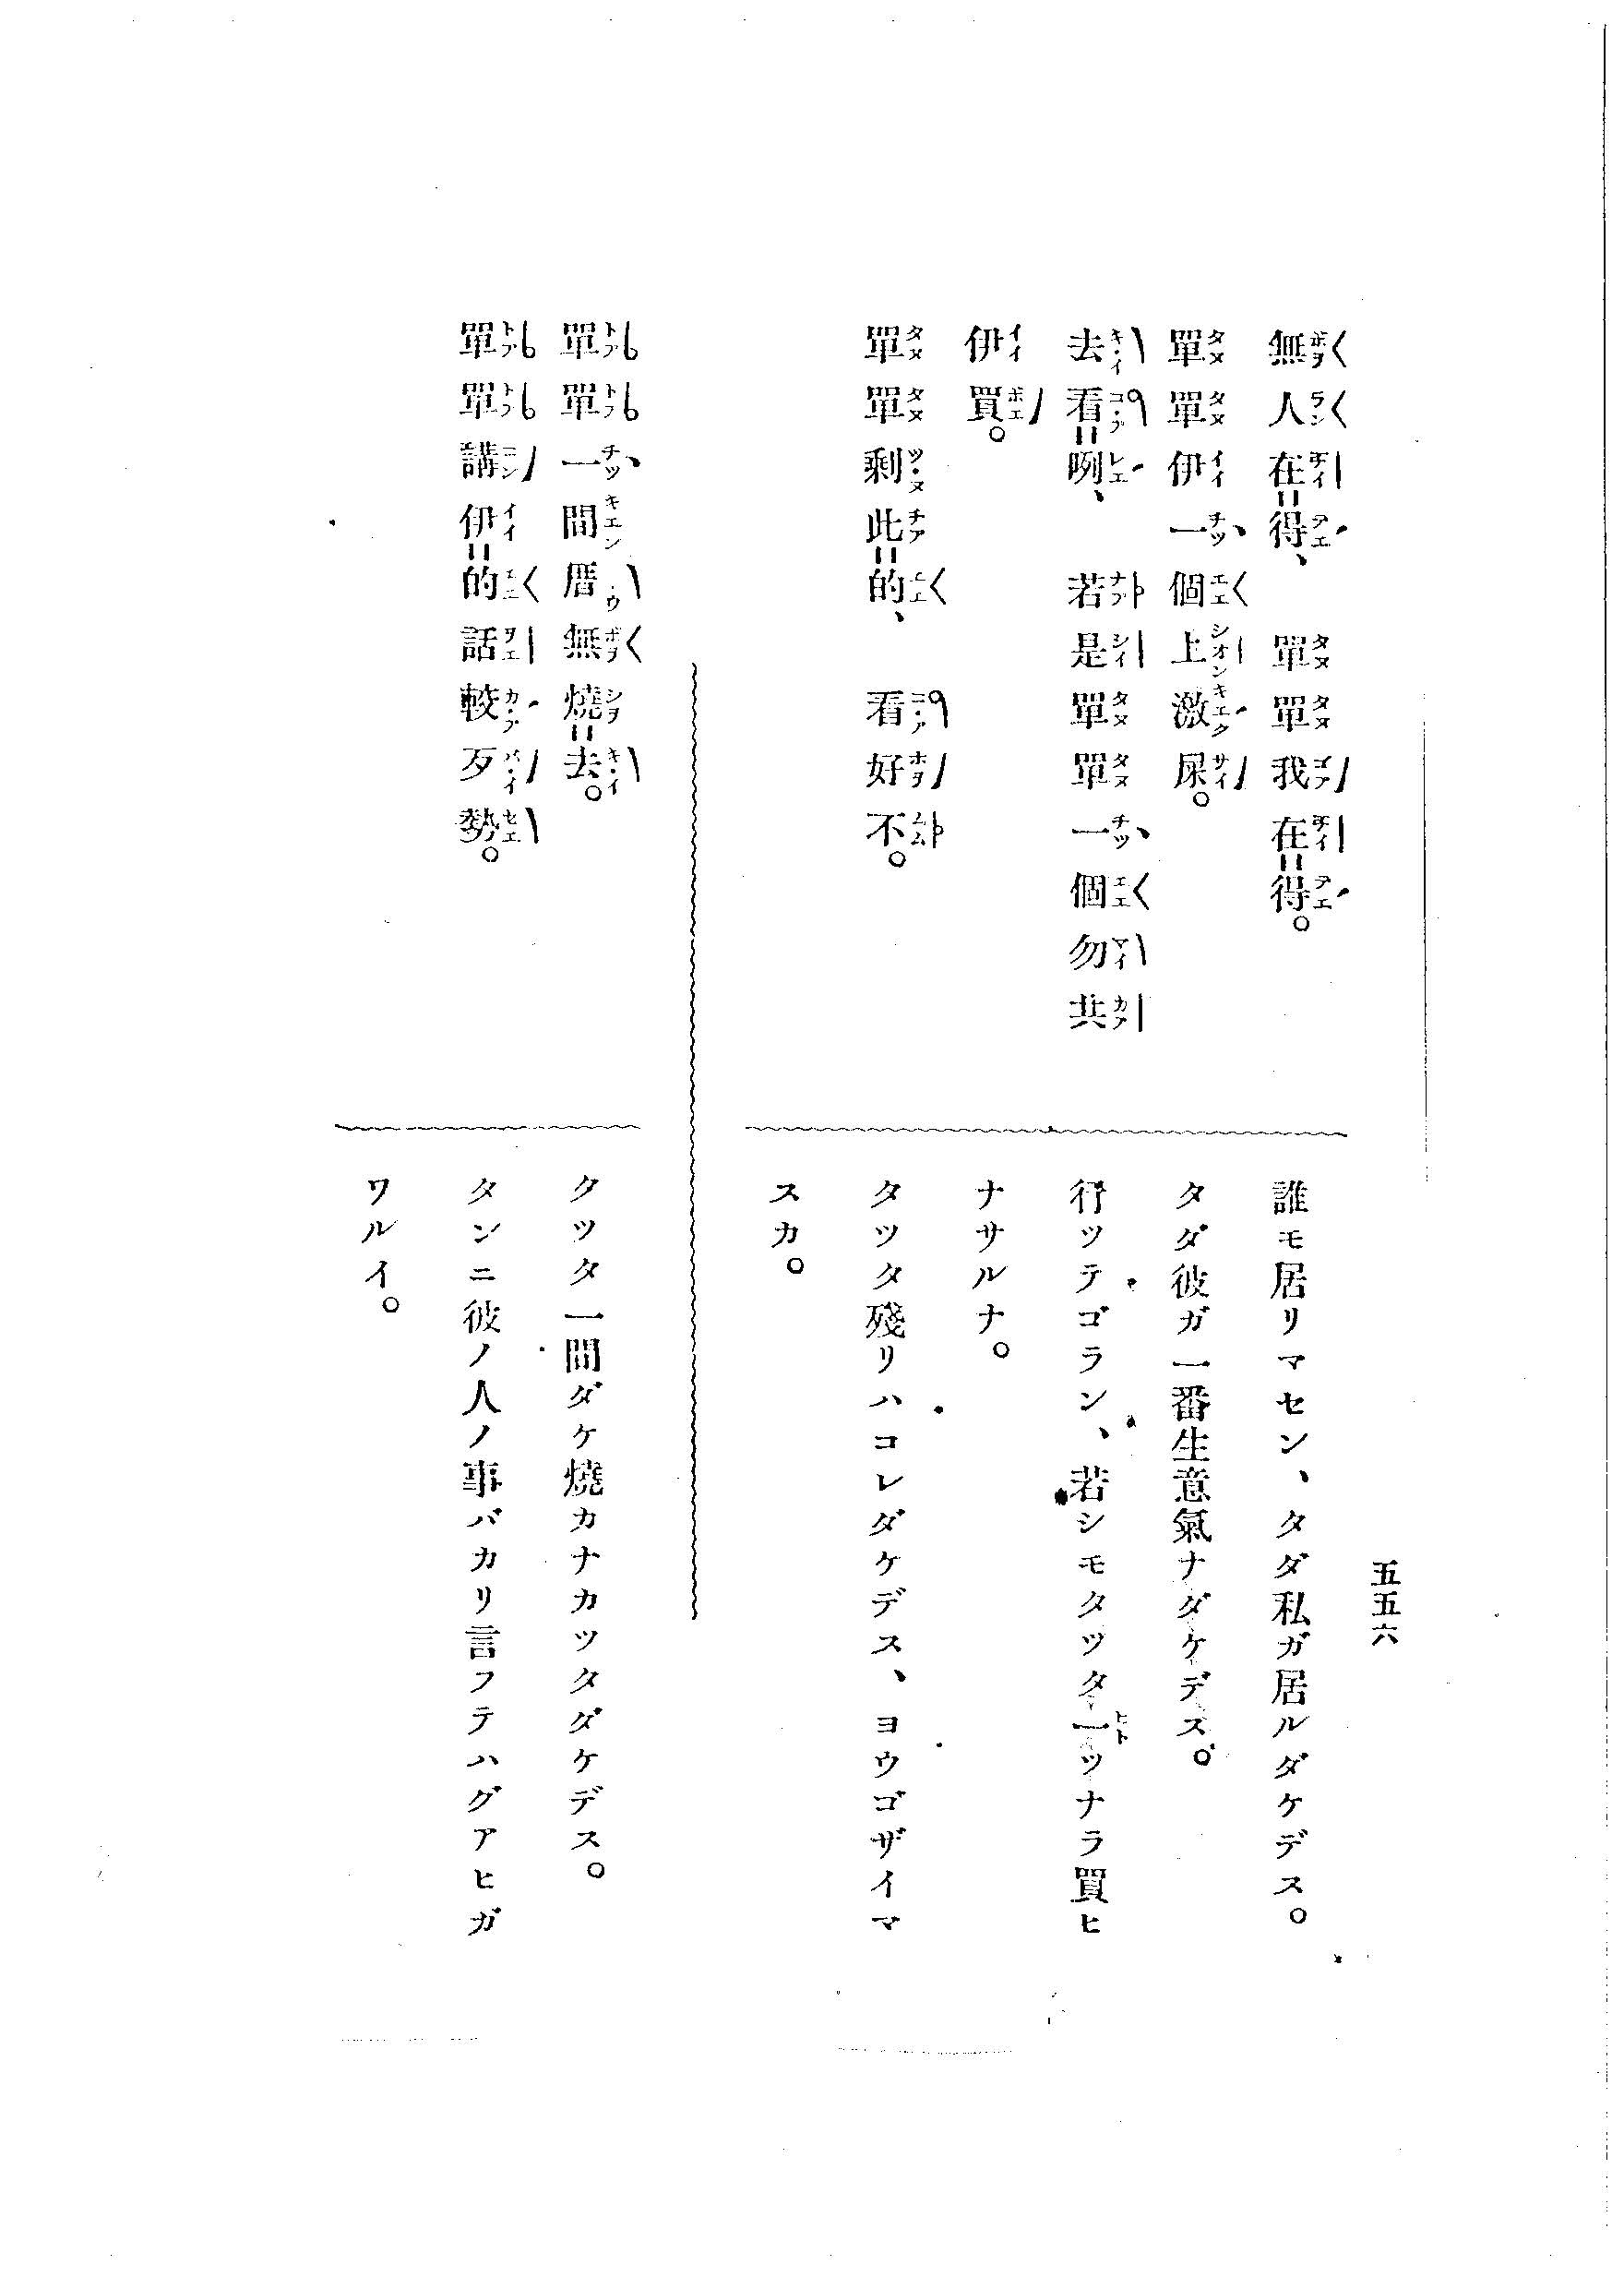 五五六
無人在得、單單我在得。
單單伊一個上激屎。
去看咧、若是單單一個勿共
伊買。
單單剩此的、看好不。
誰モ居リマセン、タダ私ガ居ルダケデス。
タダ彼ガ一番生意氣ナダケデス。
行ッテゴラン、若シモタツタ一ツナラ買ヒ
ナサルナ。
タツタ殘リハコレダケデス、ヨウゴザイマ
スカ。
單單一間厝無燒去。
單單講伊的話較歹勢。
クツタ一間ダケ燒カナカツタダケデス。
タンニ彼ノ人ノ事バカリ言フテハグアヒガ
ワルイ。